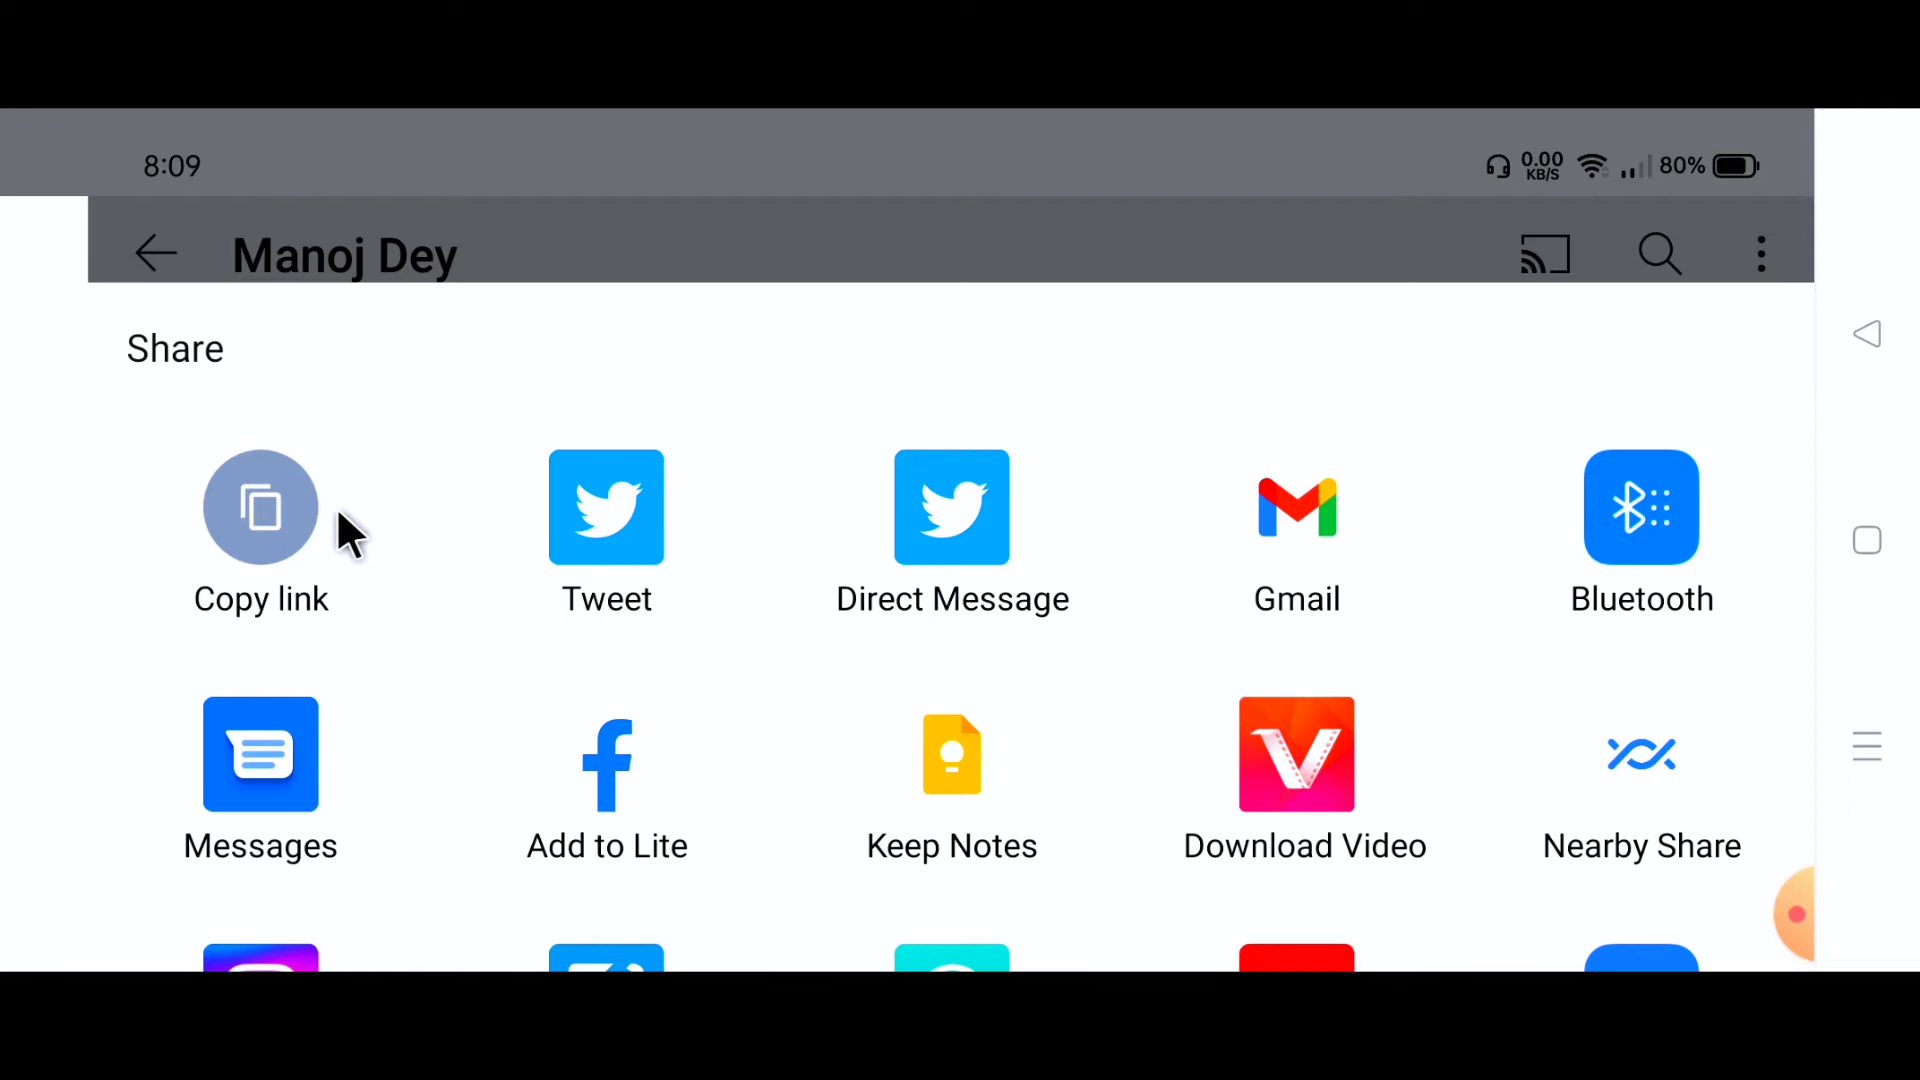 8:09
0.00
KB/S
80%
Manoj Dey
Share
Copy link
Tweet
Direct Message
Gmail
Bluetooth
Messages
Add to Lite
Keep Notes
Download Video
Nearby Share